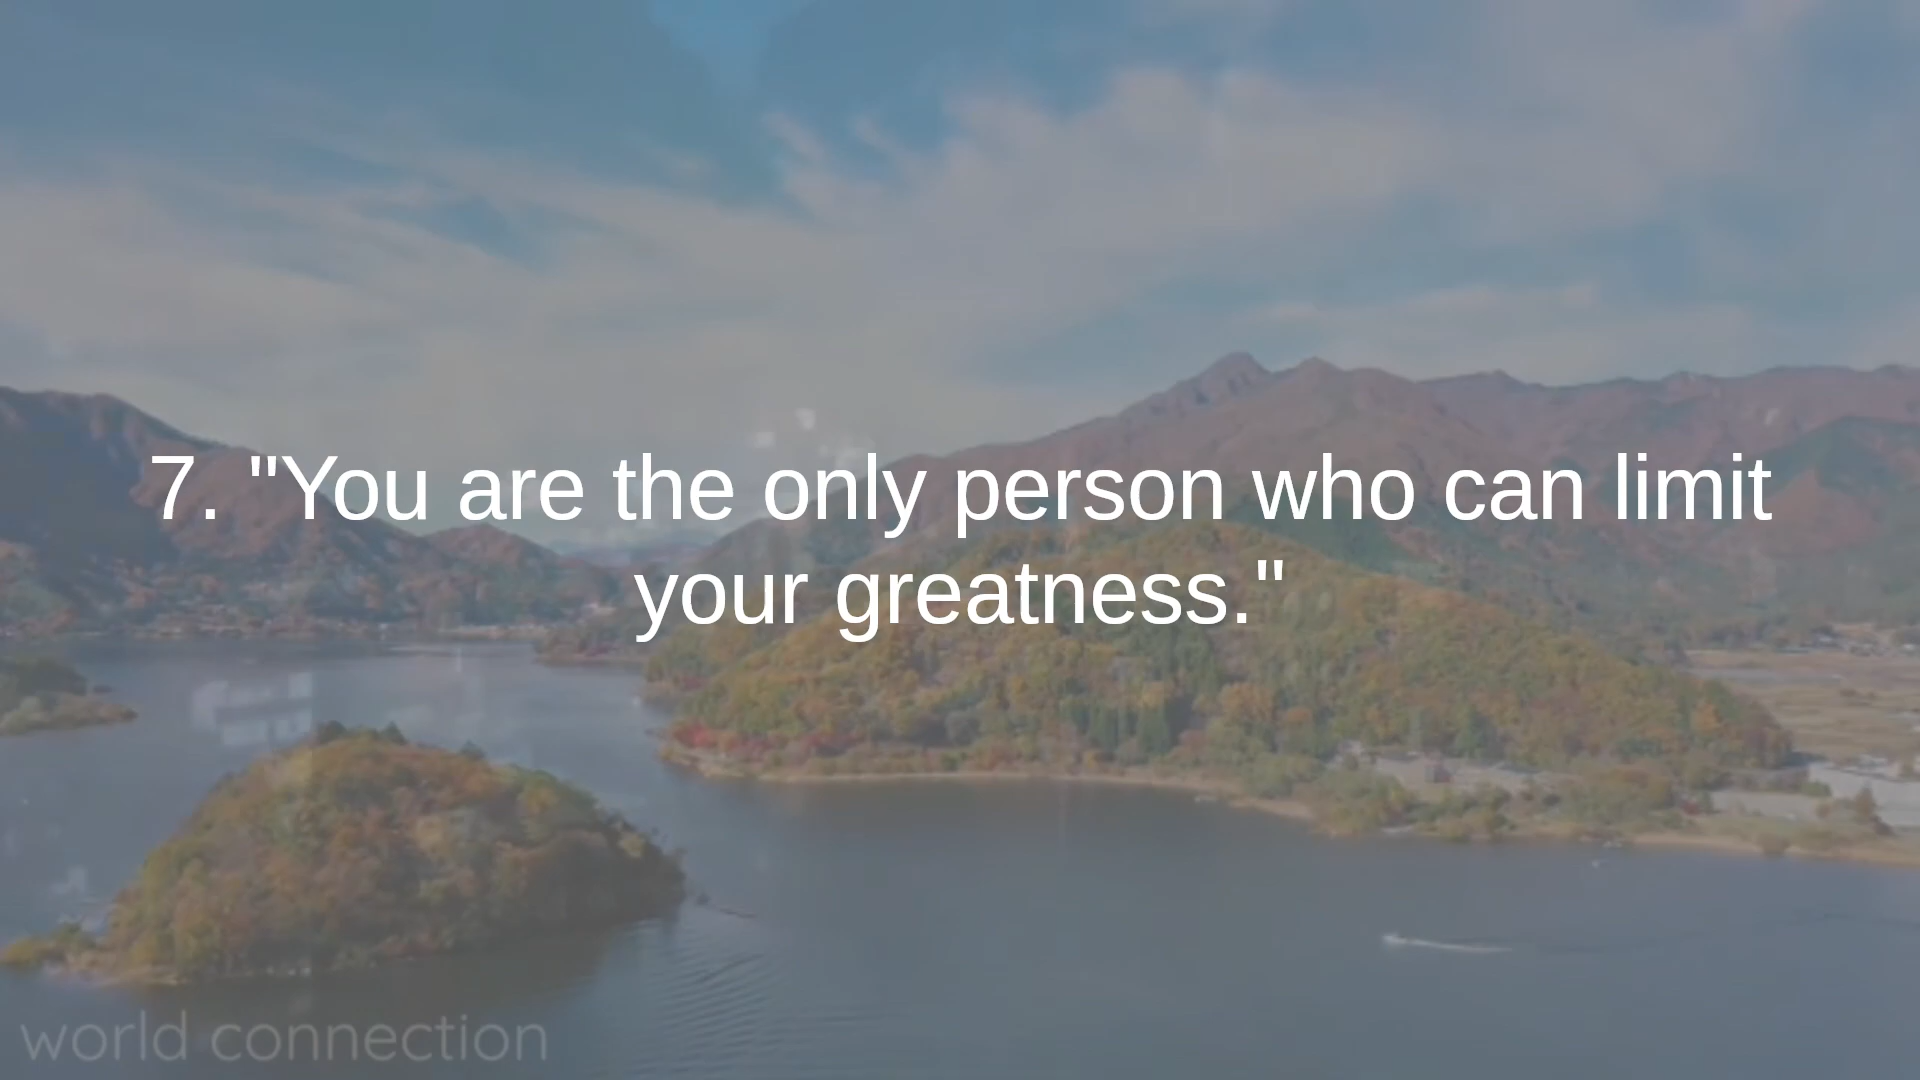 7. "You are the only person who can limit
your greatness."
world connection